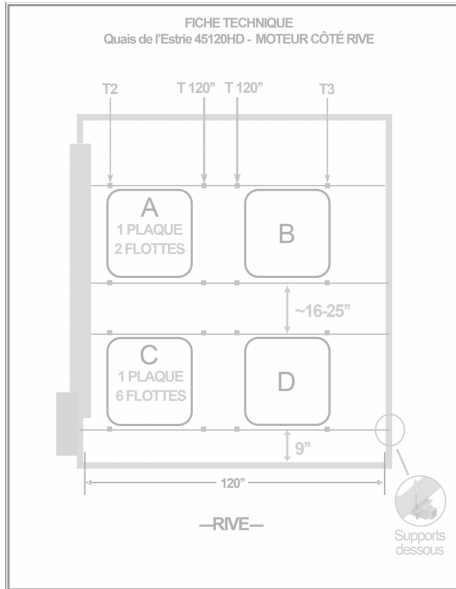 FICHE TECHNIQUE
Quais de l'Estrie 45120HD - MOTEUR CÔTÉ RIVE
T2 T 120" T 120" T3
A
1 PLAQUE
2 FLOTTES
B
~16-25"
C
1 PLAQUE
6 FLOTTES
D
9"
120"
—RIVE—
Supports
dessous